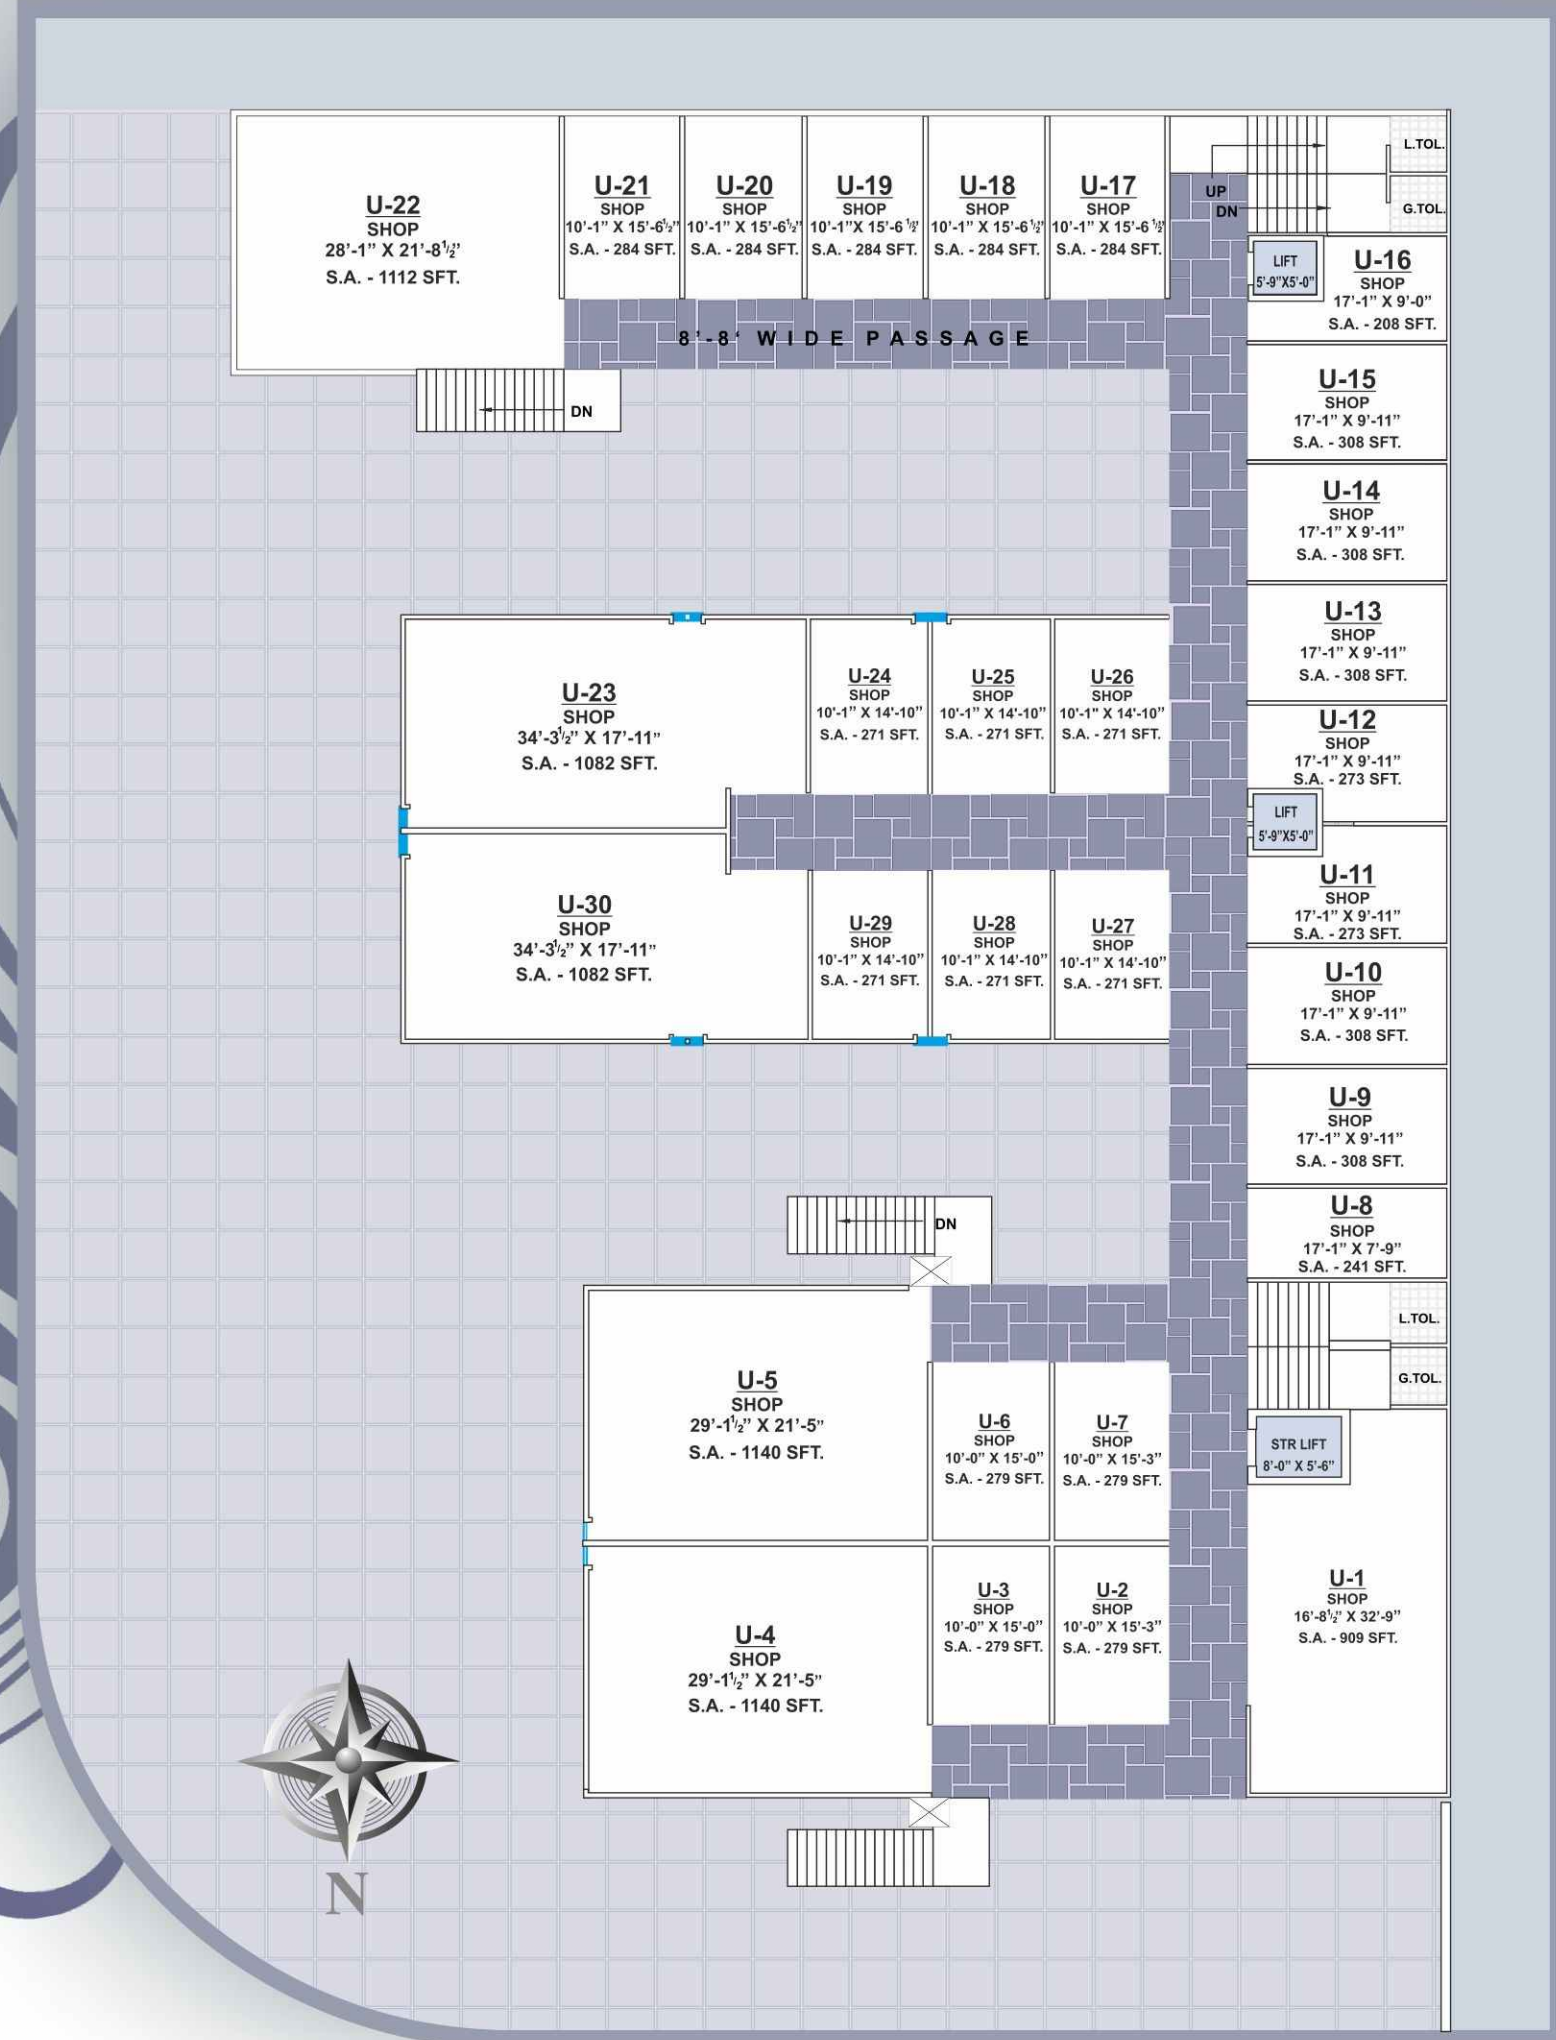 U-22
SHOP
28'-1" X 21'-8½"
S.A. - 1112 SFT.
U-21
SHOP
10'-1" X 15'-6½"
S.A. - 284 SFT.
U-20
SHOP
10'-1" X 15'-6½"
S.A. - 284 SFT.
U-19
SHOP
10'-1"X 15'-6 ½"
S.A. - 284 SFT.
U-18
SHOP
10'-1" X 15'-6 ½"
S.A. - 284 SFT.
U-17
SHOP
10'-1" X 15'-6 ½"
S.A. - 284 SFT.
UP
DN
L.TOL.
G.TOL.
LIFT
5'-9"X5'-0"
U-16
SHOP
17'-1" X 9'-0"
S.A. - 208 SFT.
8'-8' WIDE PASSAGE
DN
U-15
SHOP
17'-1" X 9'-11"
S.A. - 308 SFT.
U-14
SHOP
17'-1" X 9'-11"
S.A. - 308 SFT.
U-13
SHOP
17'-1" X 9'-11"
S.A. - 308 SFT.
U-23
SHOP
34'-3½" X 17'-11"
S.A. - 1082 SFT.
U-24
SHOP
10'-1" X 14'-10"
S.A. - 271 SFT.
U-25
SHOP
10'-1" X 14'-10"
S.A. - 271 SFT.
U-26
SHOP
10'-1" X 14'-10"
S.A. - 271 SFT.
U-12
SHOP
17'-1" X 9'-11"
S.A. - 273 SFT.
LIFT
5'-9"X5'-0"
U-11
SHOP
17'-1" X 9'-11"
S.A. - 273 SFT.
U-30
SHOP
34'-3½" X 17'-11"
S.A. - 1082 SFT.
U-29
SHOP
10'-1" X 14'-10"
S.A. - 271 SFT.
U-28
SHOP
10'-1" X 14'-10"
S.A. - 271 SFT.
U-27
SHOP
10'-1" X 14'-10"
S.A. - 271 SFT.
U-10
SHOP
17'-1" X 9'-11"
S.A. - 308 SFT.
U-9
SHOP
17'-1" X 9'-11"
S.A. - 308 SFT.
U-8
SHOP
17'-1" X 7'-9"
S.A. - 241 SFT.
DN
L.TOL.
G.TOL.
U-5
SHOP
29'-1½" X 21'-5"
S.A. - 1140 SFT.
U-6
SHOP
10'-0" X 15'-0"
S.A. - 279 SFT.
U-7
SHOP
10'-0" X 15'-3"
S.A. - 279 SFT.
STR LIFT
8'-0" X 5'-6"
U-4
SHOP
29'-1½" X 21'-5"
S.A. - 1140 SFT.
U-3
SHOP
10'-0" X 15'-0"
S.A. - 279 SFT.
U-2
SHOP
10'-0" X 15'-3"
S.A. - 279 SFT.
U-1
SHOP
16'-8½" X 32'-9"
S.A. - 909 SFT.
N